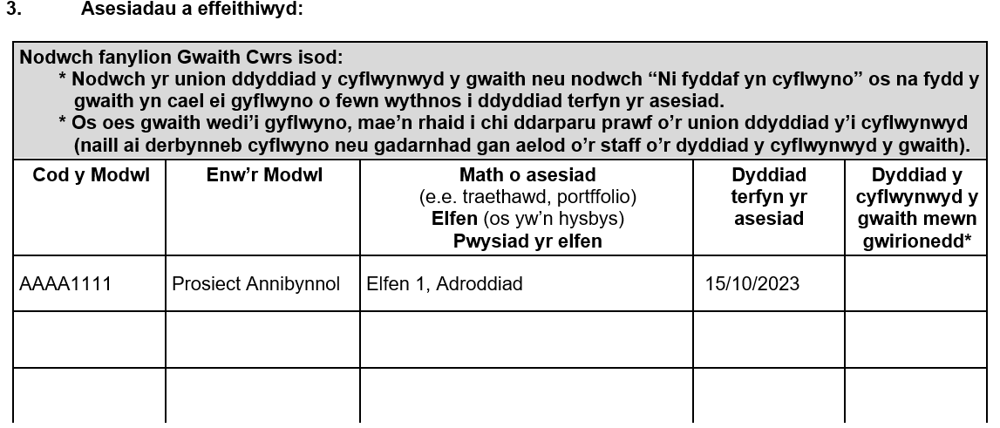 3. Asesiadau a effeithiwyd:
Nodwch fanylion Gwaith Cwrs isod:
* Nodwch yr union ddyddiad y cyflwynwyd y gwaith neu nodwch “Ni fyddaf yn cyflwyno” os na fydd y
gwaith yn cael ei gyflwyno o fewn wythnos i ddyddiad terfyn yr asesiad.
* Os oes gwaith wedi’i gyflwyno, mae’n rhaid i chi ddarparu prawf o’r union ddyddiad y’i cyflwynwyd
(naill ai derbynneb cyflwyno neu gadarnhad gan aelod o’r staff o’r dyddiad y cyflwynwyd y gwaith).
Cod y Modwl
Enw’r Modwl
Math o asesiad
(e.e. traethawd, portffolio)
Elfen (os yw’n hysbys)
Pwysiad yr elfen
Dyddiad
terfyn yr
asesiad
Dyddiad y
cyflwynwyd y
gwaith mewn
gwirionedd*
AAAA1111
Prosiect Annibynnol
Elfen 1, Adroddiad
15/10/2023